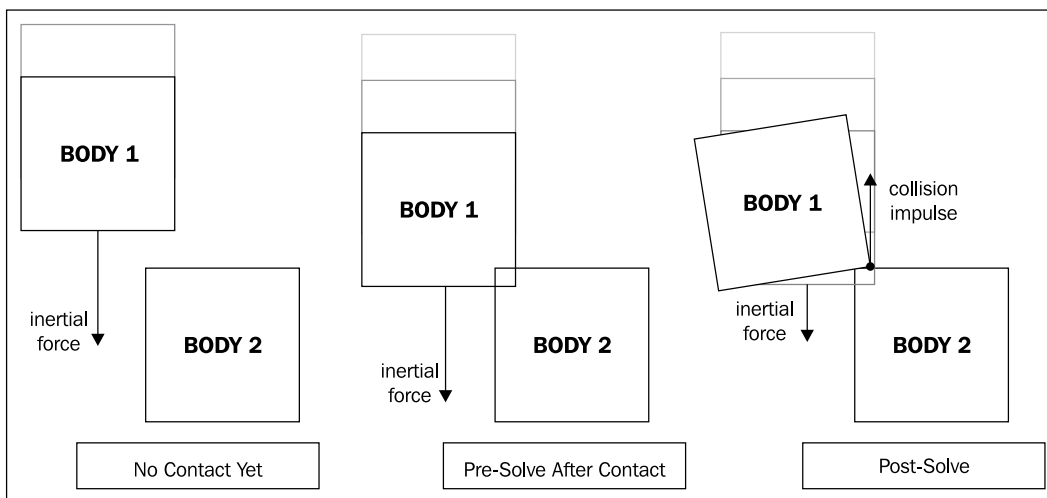 BODY 1
inertial
force
BODY 2
No Contact Yet
BODY 1
inertial
force
BODY 2
Pre-Solve After Contact
BODY 1
collision
impulse
inertial
force
BODY 2
Post-Solve